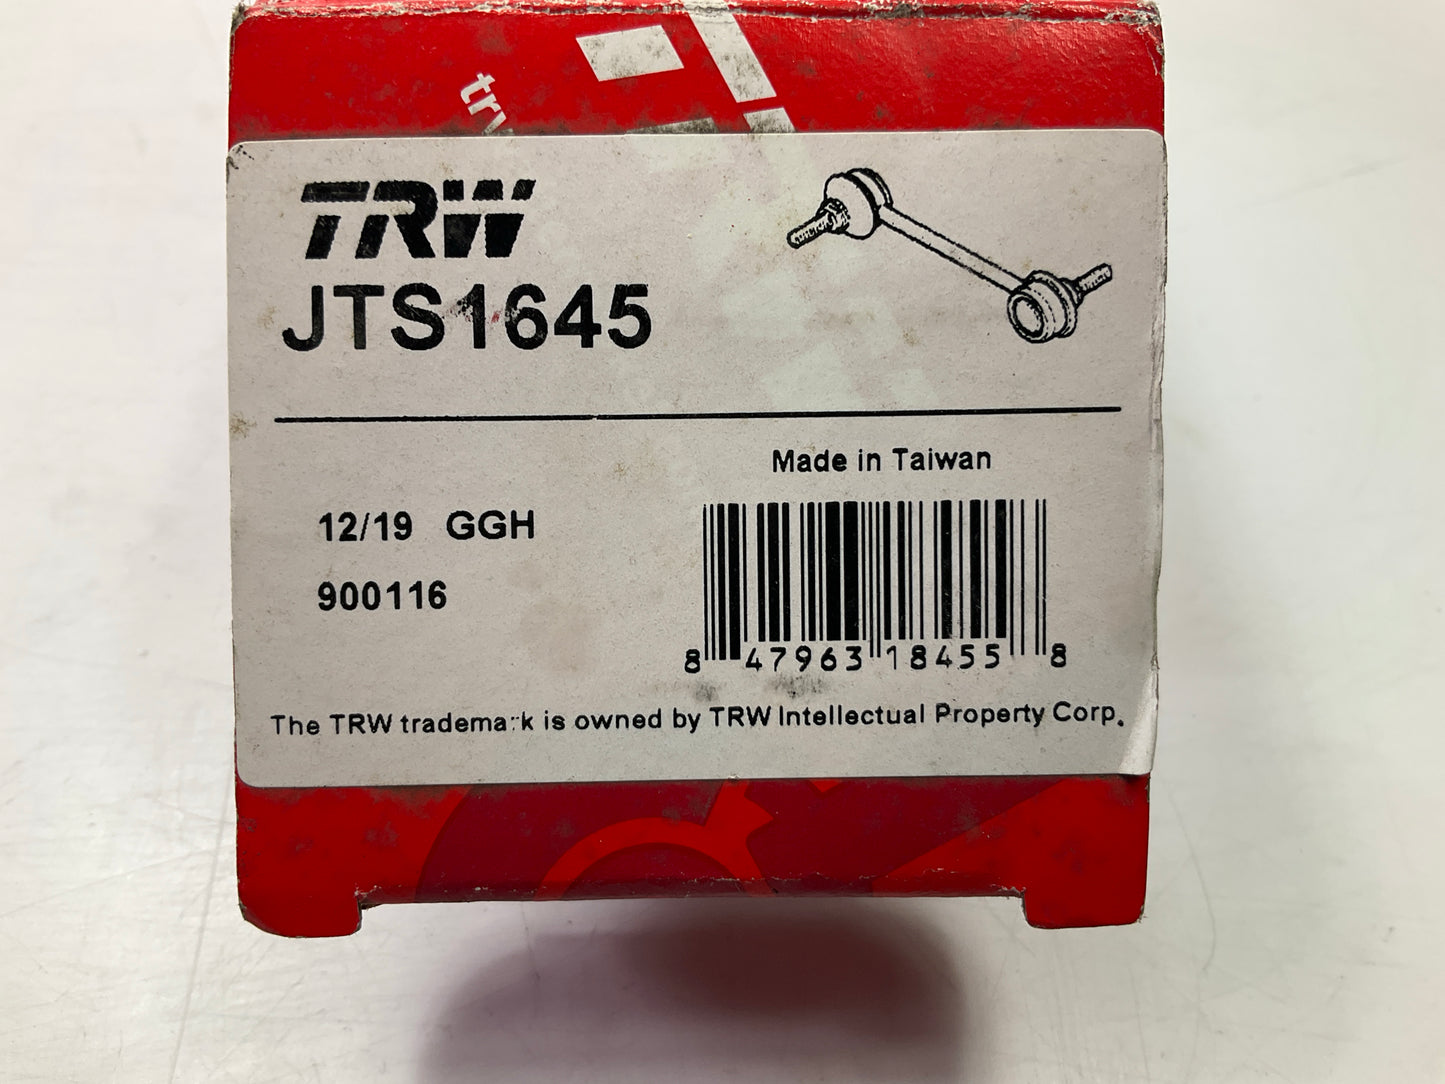 trw
TRW
JTS1645
Made in Taiwan
12/19 GGH
900116
8 47963 18455 8
The TRW trademark is owned by TRW Intellectual Property Corp.